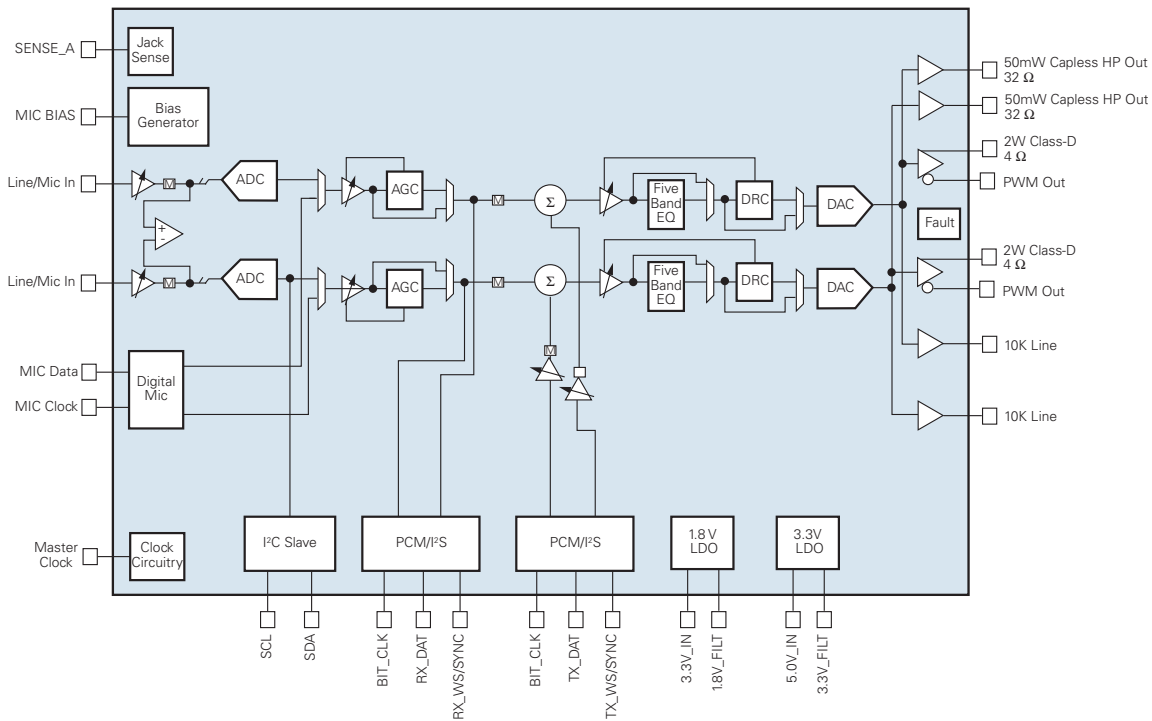 SENSE_A
Jack
Sense
MIC BIAS
Bias
Generator
Line/Mic In
M
ADC
AGC
M
Σ
Five
Band
EQ
DRC
DAC
50mW Capless HP Out
32 Ω
50mW Capless HP Out
32 Ω
2W Class-D
4 Ω
PWM Out
Fault
+
-
Line/Mic In
M
ADC
AGC
M
Σ
Five
Band
EQ
DRC
DAC
2W Class-D
4 Ω
PWM Out
M
10K Line
MIC Data
MIC Clock
Digital
Mic
10K Line
Master
Clock
Clock
Circuitry
I²C Slave
PCM/I²S
PCM/I²S
1.8 V
LDO
3.3V
LDO
SCL
SDA
BIT_CLK
RX_DAT
RX_WS/SYNC
BIT_CLK
TX_DAT
TX_WS/SYNC
3.3V_IN
1.8V_FILT
5.0V_IN
3.3V_FILT